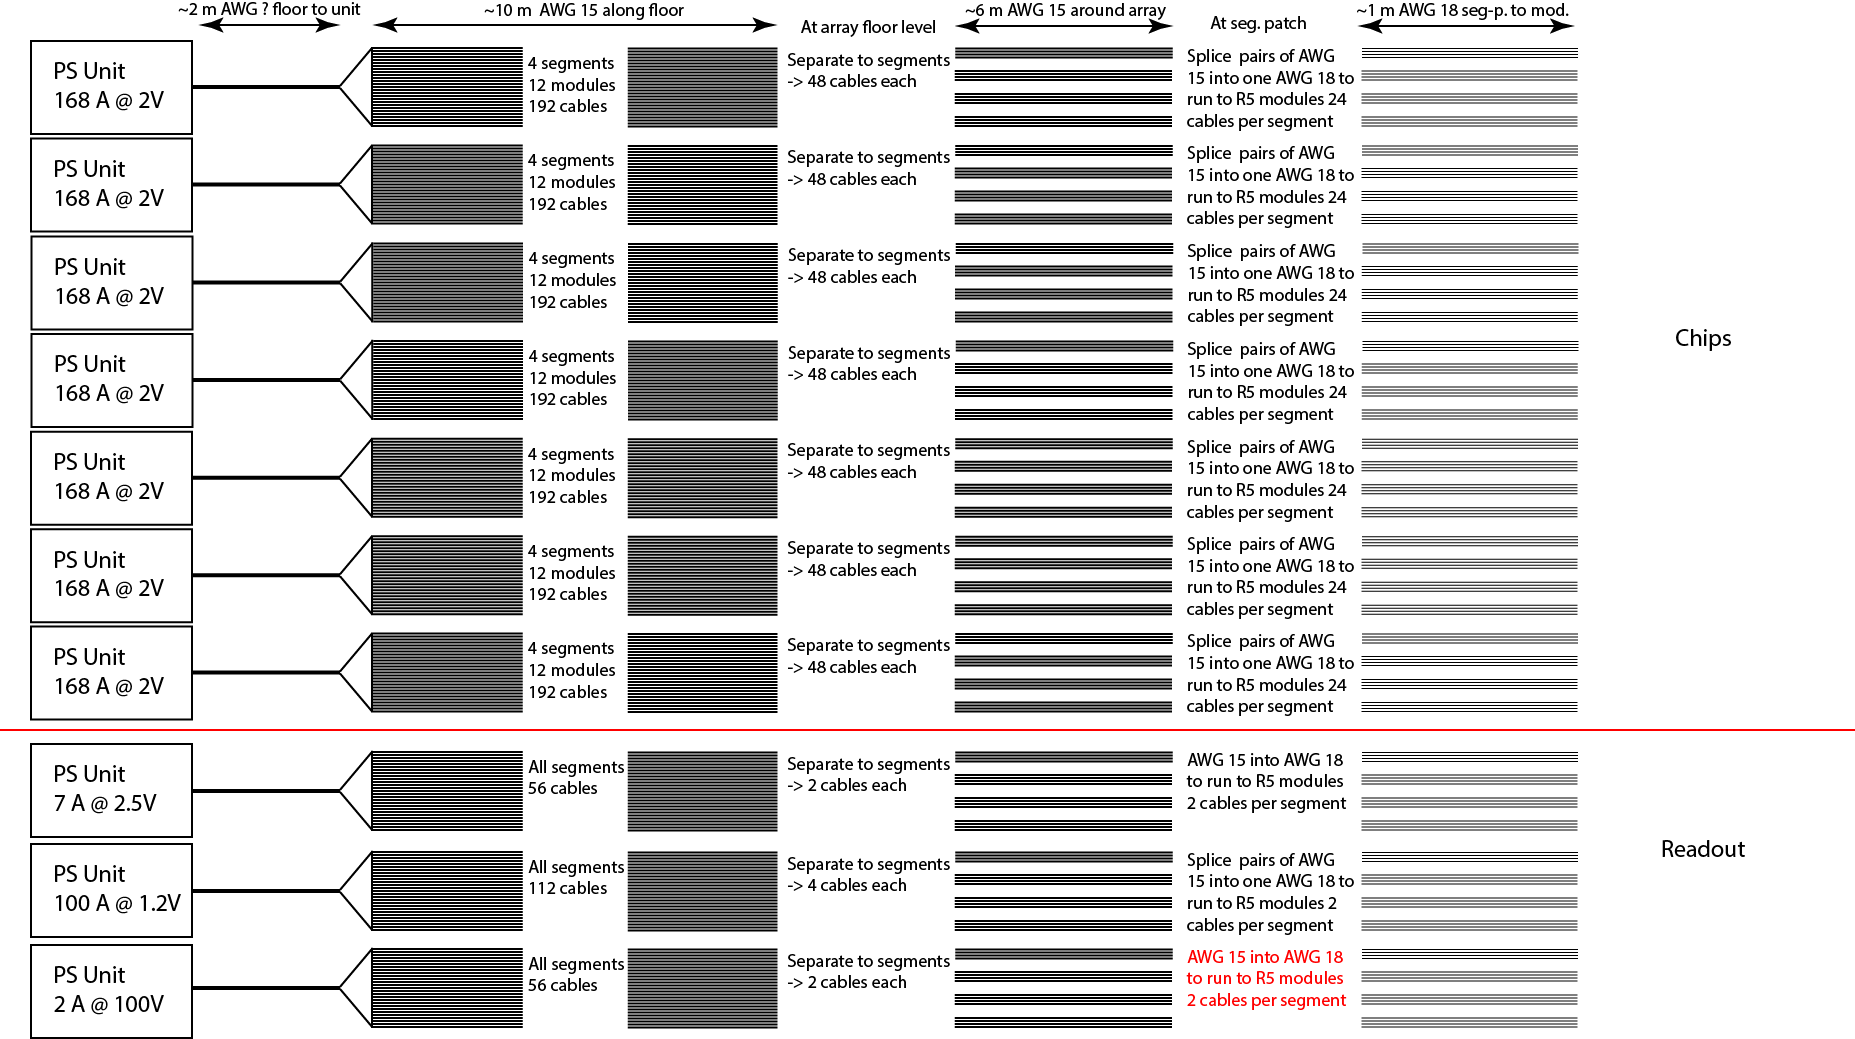 ~2 m AWG ? floor to unit
~10 m AWG 15 along floor
At array floor level
~6 m AWG 15 around array
At seg. patch
~1 m AWG 18 seg-p. to mod.
PS Unit
168 A @ 2V
4 segments
12 modules
192 cables
Separate to segments
-> 48 cables each
Splice pairs of AWG
15 into one AWG 18 to
run to R5 modules 24
cables per segment
PS Unit
168 A @ 2V
4 segments
12 modules
192 cables
Separate to segments
-> 48 cables each
Splice pairs of AWG
15 into one AWG 18 to
run to R5 modules 24
cables per segment
PS Unit
168 A @ 2V
4 segments
12 modules
192 cables
Separate to segments
-> 48 cables each
Splice pairs of AWG
15 into one AWG 18 to
run to R5 modules 24
cables per segment
PS Unit
168 A @ 2V
4 segments
12 modules
192 cables
Separate to segments
-> 48 cables each
Splice pairs of AWG
15 into one AWG 18 to
run to R5 modules 24
cables per segment
PS Unit
168 A @ 2V
4 segments
12 modules
192 cables
Separate to segments
-> 48 cables each
Splice pairs of AWG
15 into one AWG 18 to
run to R5 modules 24
cables per segment
PS Unit
168 A @ 2V
4 segments
12 modules
192 cables
Separate to segments
-> 48 cables each
Splice pairs of AWG
15 into one AWG 18 to
run to R5 modules 24
cables per segment
PS Unit
168 A @ 2V
4 segments
12 modules
192 cables
Separate to segments
-> 48 cables each
Splice pairs of AWG
15 into one AWG 18 to
run to R5 modules 24
cables per segment
Chips
PS Unit
7 A @ 2.5V
All segments
56 cables
Separate to segments
-> 2 cables each
AWG 15 into AWG 18
to run to R5 modules
2 cables per segment
PS Unit
100 A @ 1.2V
All segments
112 cables
Separate to segments
-> 4 cables each
Splice pairs of AWG
15 into one AWG 18 to
run to R5 modules 2
cables per segment
PS Unit
2 A @ 100V
All segments
56 cables
Separate to segments
-> 2 cables each
AWG 15 into AWG 18
to run to R5 modules
2 cables per segment
Readout